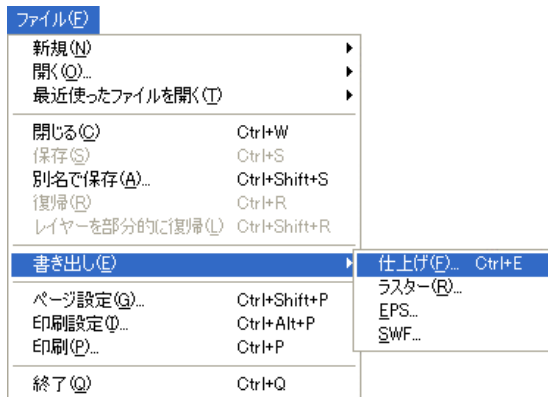 ファイル(F)
新規(N)
開く(O)...
最近使ったファイルを開く(T)
閉じる(C) Ctrl+W
保存(S) Ctrl+S
別名で保存(A)... Ctrl+Shift+S
復帰(R) Ctrl+R
レイヤーを部分的に復帰(L) Ctrl+Shift+R
書き出し(E)
仕上げ(F)... Ctrl+E
ラスター(R)...
EPS...
SWF...
ページ設定(G)... Ctrl+Shift+P
印刷設定(I)... Ctrl+Alt+P
印刷(P)... Ctrl+P
終了(Q) Ctrl+Q